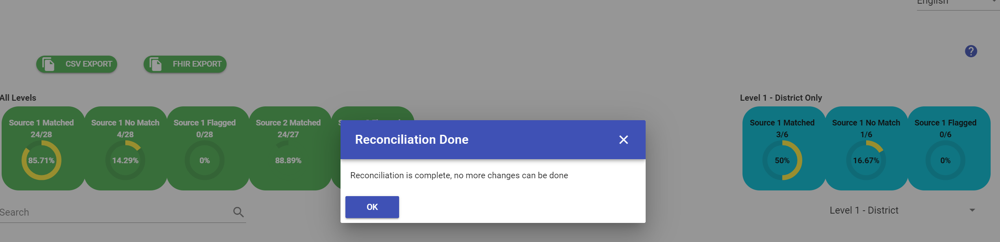 English
CSV EXPORT
FHIR EXPORT
?
All Levels
Level 1 - District Only
Source 1 Matched
24/28
85.71%
Source 1 No Match
4/28
14.29%
Source 1 Flagged
0/28
0%
Source 2 Matched
24/27
88.89%
Source 1 Matched
3/6
50%
Source 1 No Match
1/6
16.67%
Source 1 Flagged
0/6
0%
Reconciliation Done
Reconciliation is complete, no more changes can be done
OK
Search
Level 1 - District